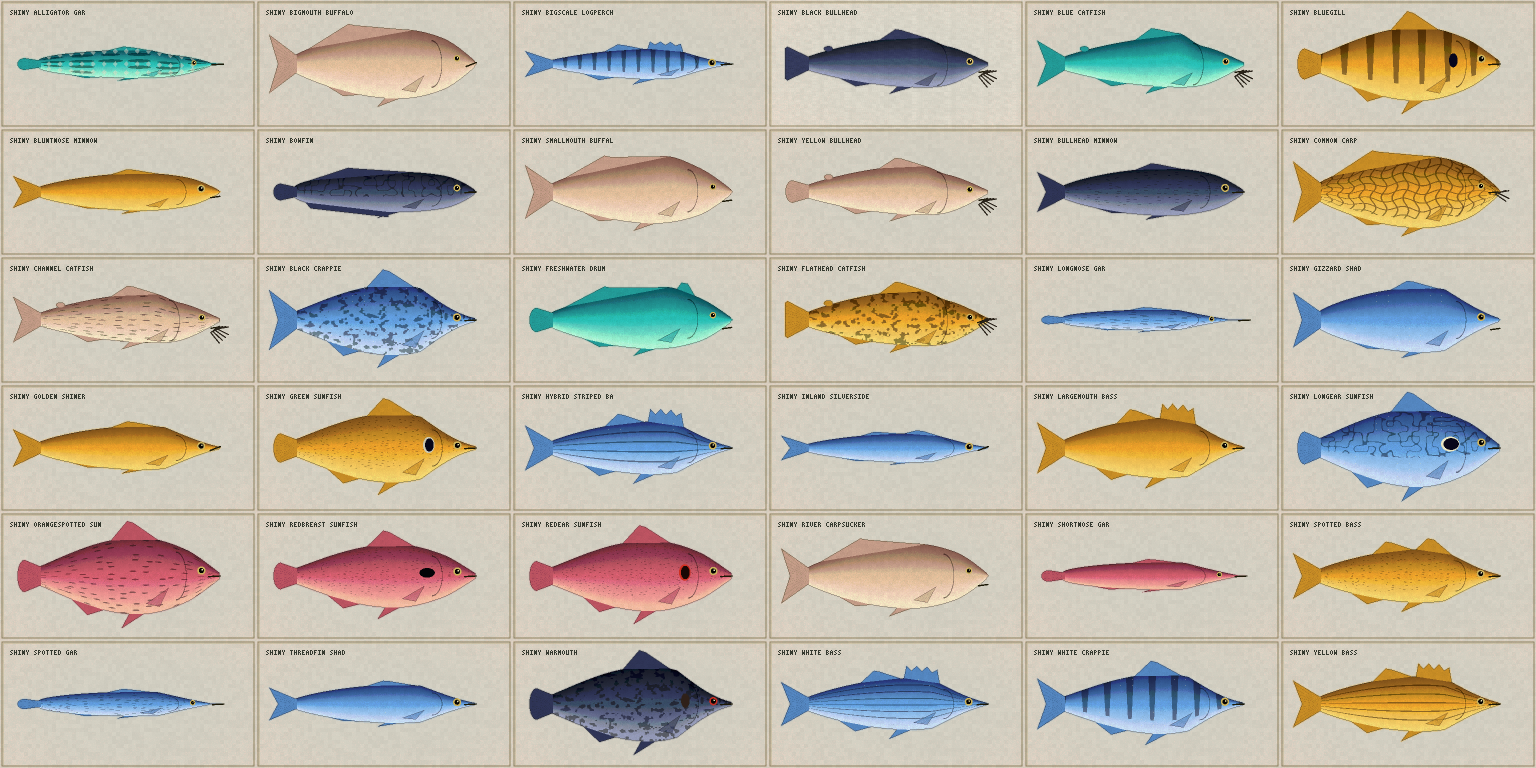 SHINY ALLIGATOR GAR
SHINY BIGMOUTH BUFFALO
SHINY BIGSCALE LOGPERCH
SHINY BLACK BULLHEAD
SHINY BLUE CATFISH
SHINY BLUEGILL
SHINY BLUNTNOSE MINNOW
SHINY BOWFIN
SHINY SMALLMOUTH BUFFAL
SHINY YELLOW BULLHEAD
SHINY BULLHEAD MINNOW
SHINY COMMON CARP
SHINY CHANNEL CATFISH
SHINY BLACK CRAPPIE
SHINY FRESHWATER DRUM
SHINY FLATHEAD CATFISH
SHINY LONGNOSE GAR
SHINY GIZZARD SHAD
SHINY GOLDEN SHINER
SHINY GREEN SUNFISH
SHINY HYBRID STRIPED BA
SHINY INLAND SILVERSIDE
SHINY LARGEMOUTH BASS
SHINY LONGEAR SUNFISH
SHINY ORANGESPOTTED SUN
SHINY REDBREAST SUNFISH
SHINY REDEAR SUNFISH
SHINY RIVER CARPSUCKER
SHINY SHORTNOSE GAR
SHINY SPOTTED BASS
SHINY SPOTTED GAR
SHINY THREADFIN SHAD
SHINY WARMOUTH
SHINY WHITE BASS
SHINY WHITE CRAPPIE
SHINY YELLOW BASS